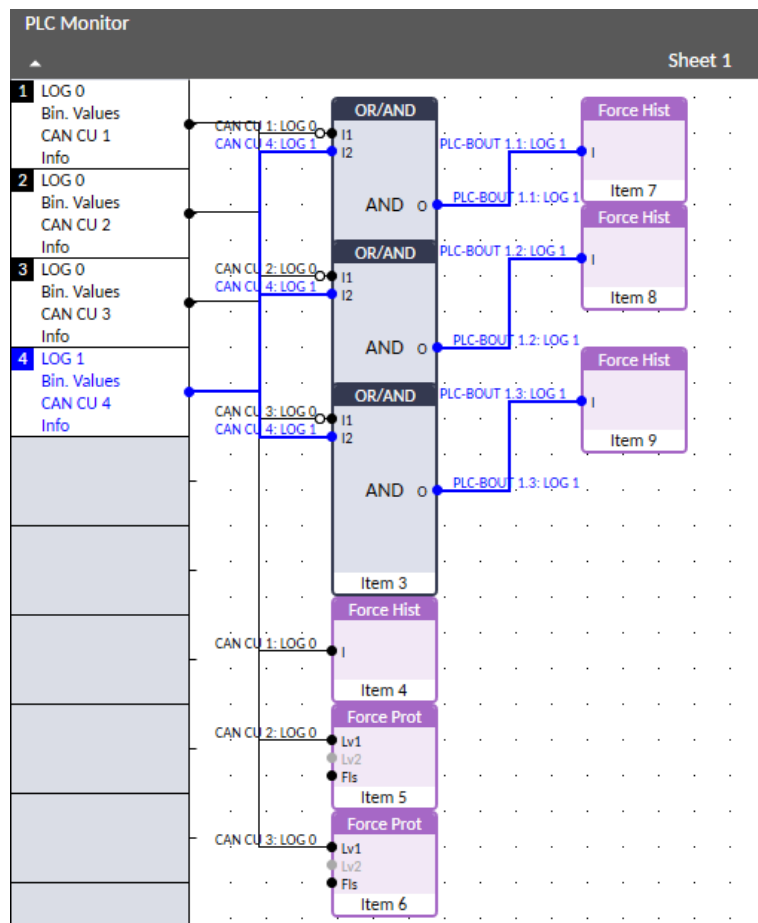 PLC Monitor
Sheet 1
1 LOG 0
Bin. Values
CAN CU 1
Info
2 LOG 0
Bin. Values
CAN CU 2
Info
3 LOG 0
Bin. Values
CAN CU 3
Info
4 LOG 1
Bin. Values
CAN CU 4
Info
OR/AND
CAN CU 1: LOG 0
I1
CAN CU 4: LOG 1
I2
AND O
PLC-BOUT 1.1: LOG 1
PLC-BOUT 1.1: LOG 1
Force Hist
I
Item 7
OR/AND
CAN CU 2: LOG 0
I1
CAN CU 4: LOG 1
I2
AND O
PLC-BOUT 1.2: LOG 1
PLC-BOUT 1.2: LOG 1
Force Hist
I
Item 8
OR/AND
CAN CU 3: LOG 0
I1
CAN CU 4: LOG 1
I2
AND O
Item 3
PLC-BOUT 1.3: LOG 1
PLC-BOUT 1.3: LOG 1
Force Hist
I
Item 9
Force Hist
CAN CU 1: LOG 0
I
Item 4
Force Prot
CAN CU 2: LOG 0
Lv1
Lv2
Fls
Item 5
Force Prot
CAN CU 3: LOG 0
Lv1
Lv2
Fls
Item 6